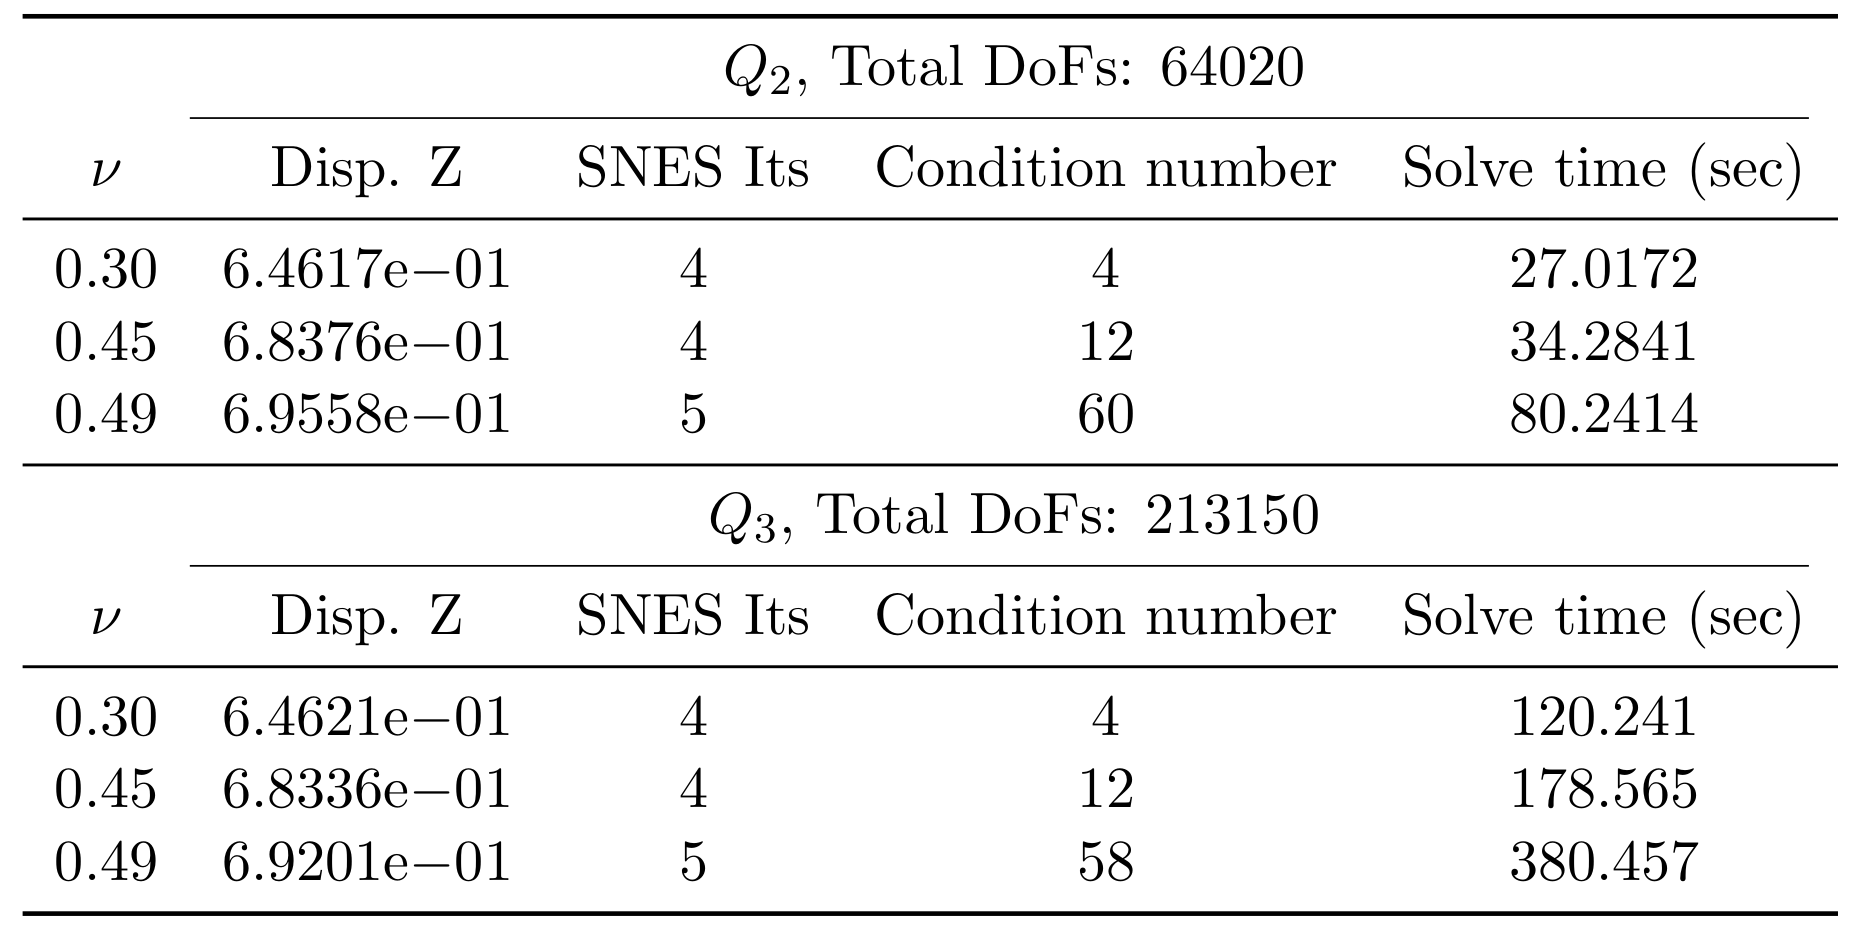 Q₂, Total DoFs: 64020
ν Disp. Z SNES Its Condition number Solve time (sec)
0.30 6.4617e−01 4 4 27.0172
0.45 6.8376e−01 4 12 34.2841
0.49 6.9558e−01 5 60 80.2414
Q₃, Total DoFs: 213150
ν Disp. Z SNES Its Condition number Solve time (sec)
0.30 6.4621e−01 4 4 120.241
0.45 6.8336e−01 4 12 178.565
0.49 6.9201e−01 5 58 380.457